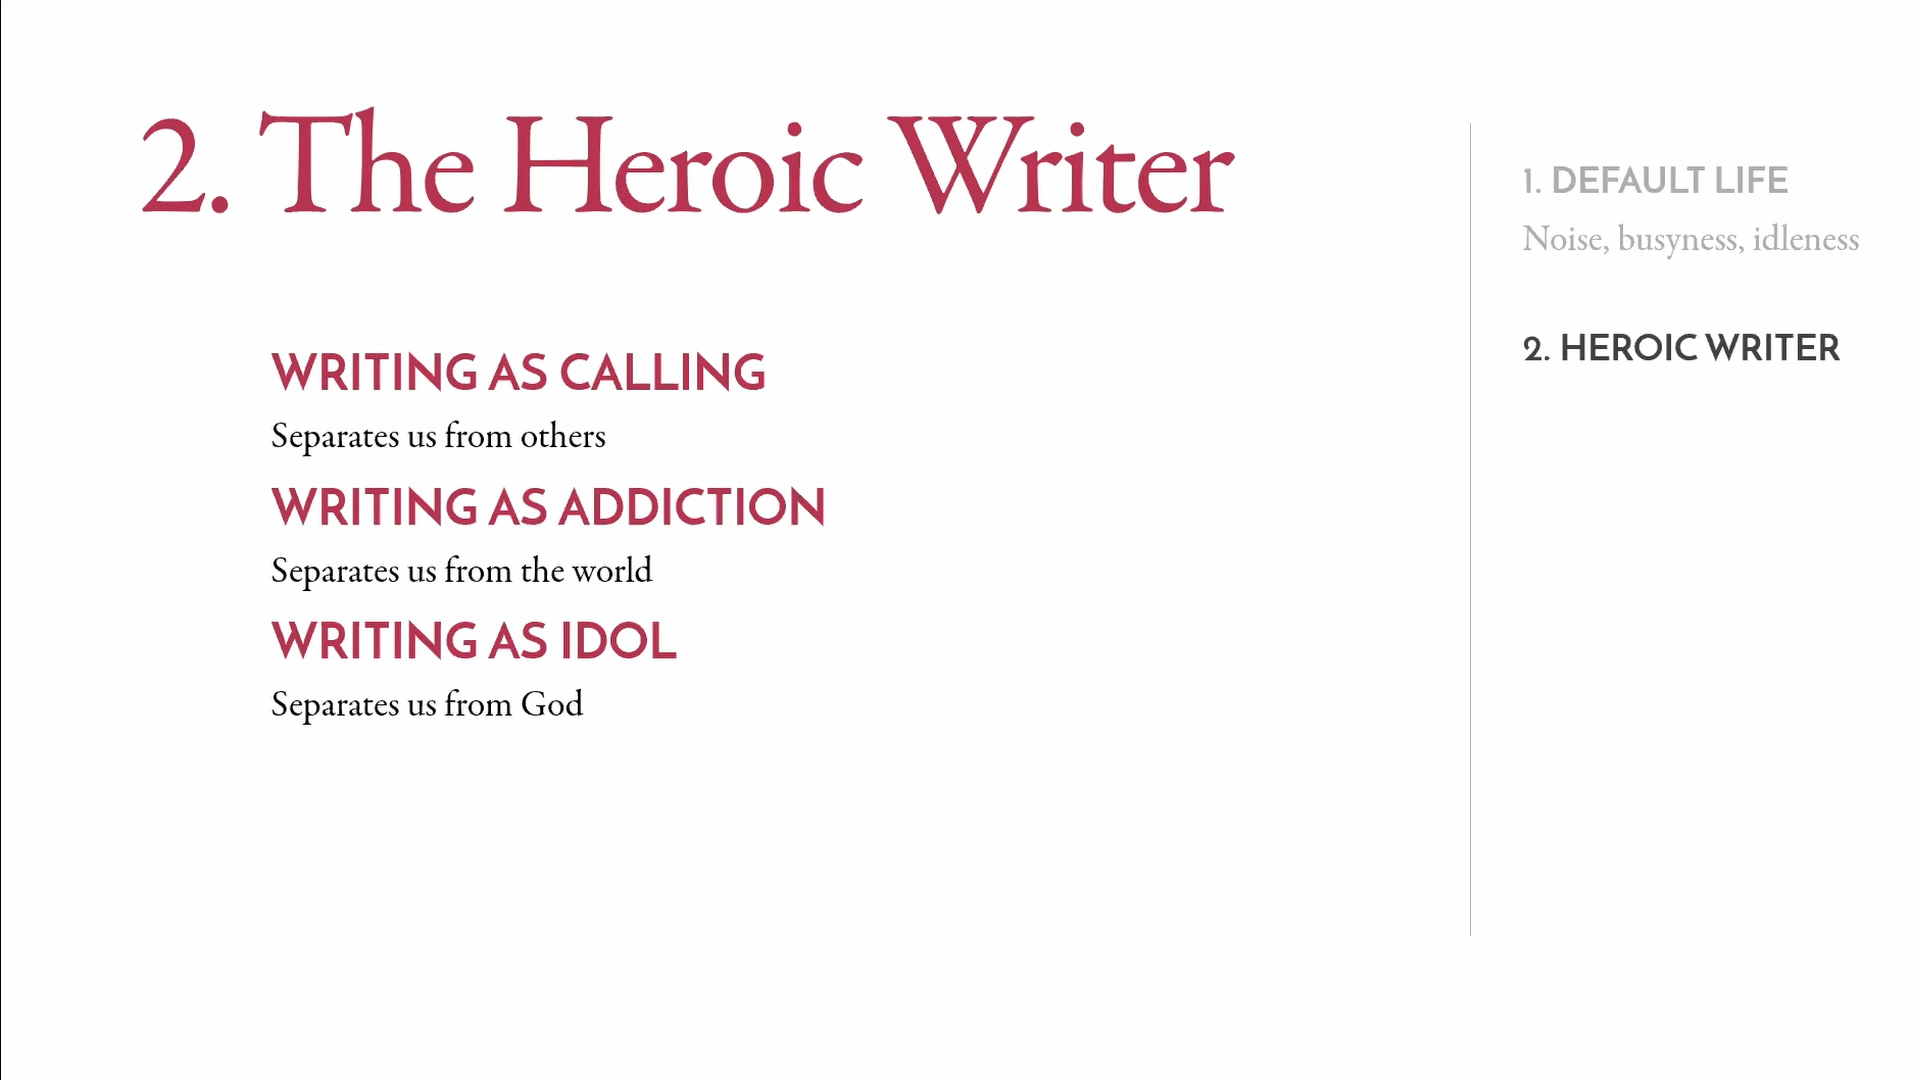 2. The Heroic Writer
WRITING AS CALLING
Separates us from others
WRITING AS ADDICTION
Separates us from the world
WRITING AS IDOL
Separates us from God
1. DEFAULT LIFE
Noise, busyness, idleness
2. HEROIC WRITER